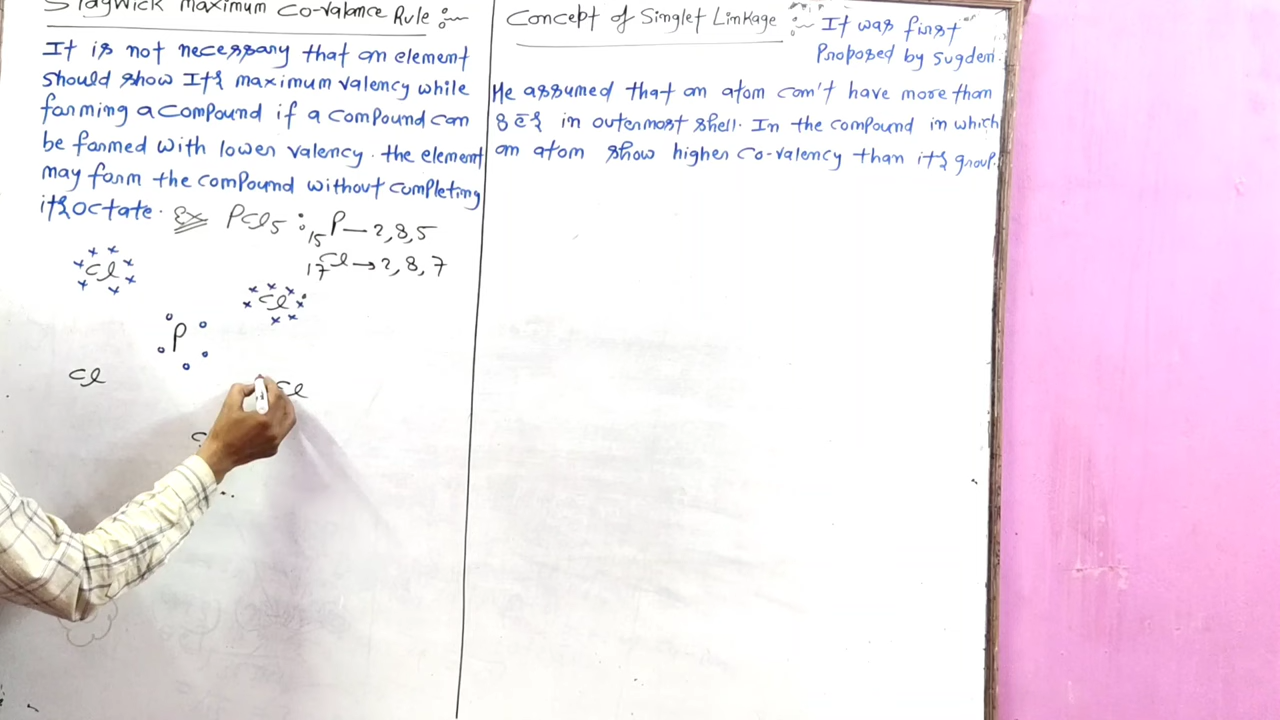 Sidgwick Maximum Co-valance Rule :~
It is not necessary that an element
should show Its maximum valency while
forming a compound if a compound can
be formed with lower valency. the element
may form the compound without completing
its octate. Ex PCl5 : 15P — 2,8,5
17Cl → 2, 8, 7
Cl
Cl
P
Cl
Cl
Concept of Singlet Linkage :~ It was first
Proposed by sugden.
He assumed that an atom can't have more than
8 ēs in outermost shell. In the compound in which
an atom show higher co-valency than its group.